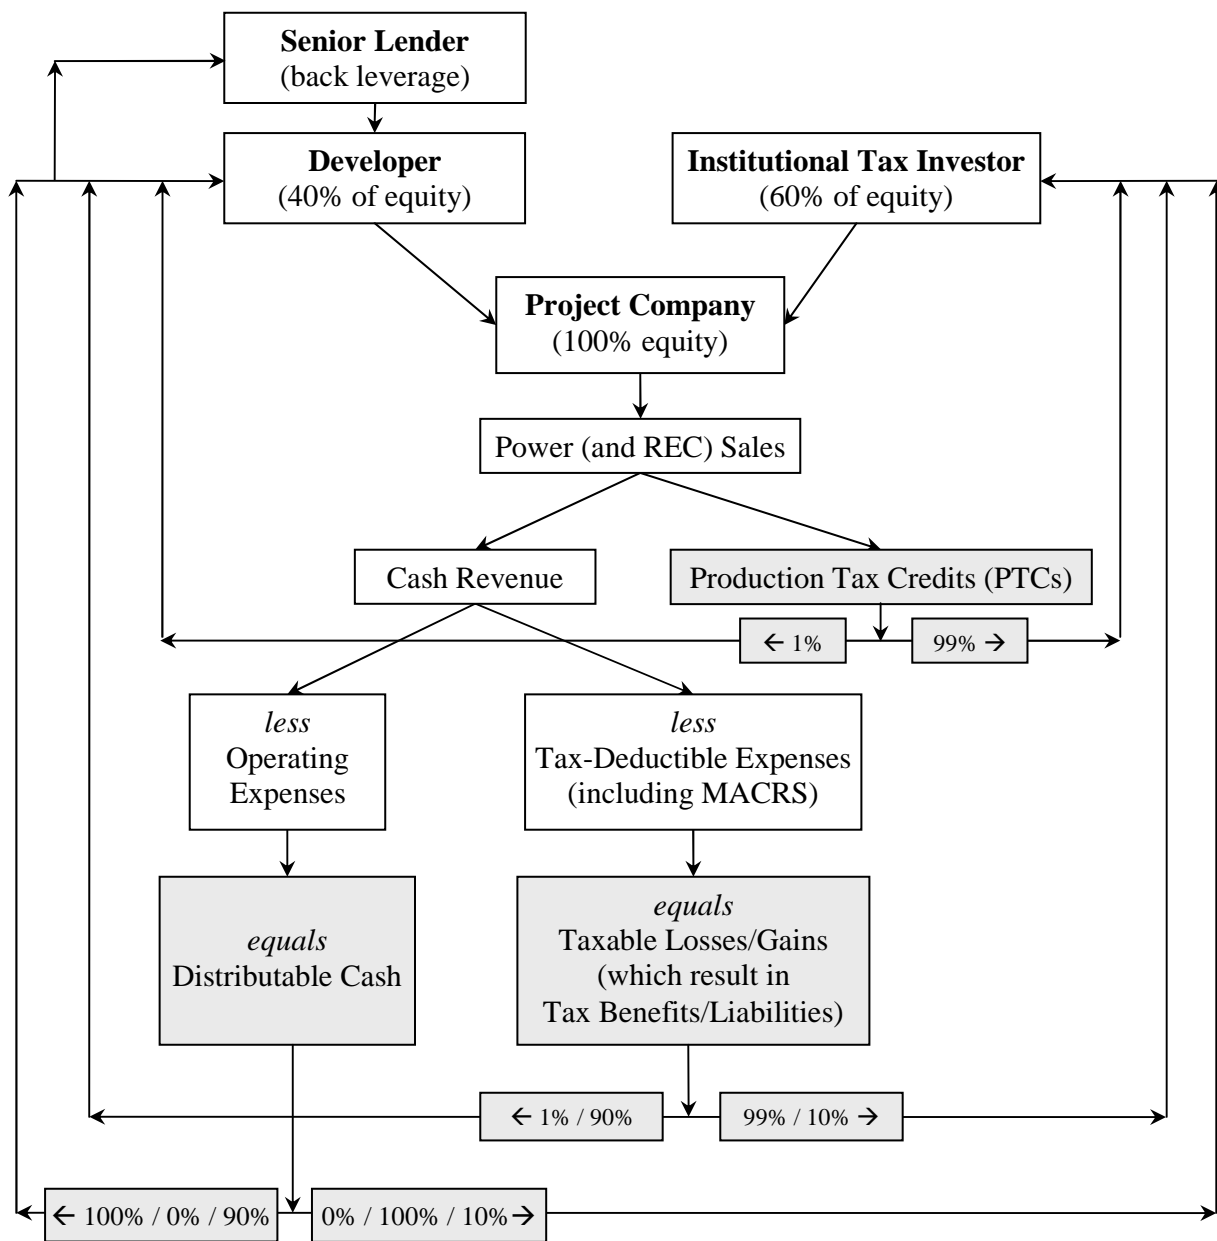 Senior Lender
(back leverage)
Developer
(40% of equity)
Institutional Tax Investor
(60% of equity)
Project Company
(100% equity)
Power (and REC) Sales
Cash Revenue
Production Tax Credits (PTCs)
← 1%
99% →
less
Operating
Expenses
less
Tax-Deductible Expenses
(including MACRS)
equals
Distributable Cash
equals
Taxable Losses/Gains
(which result in
Tax Benefits/Liabilities)
← 1% / 90%
99% / 10% →
← 100% / 0% / 90%
0% / 100% / 10% →